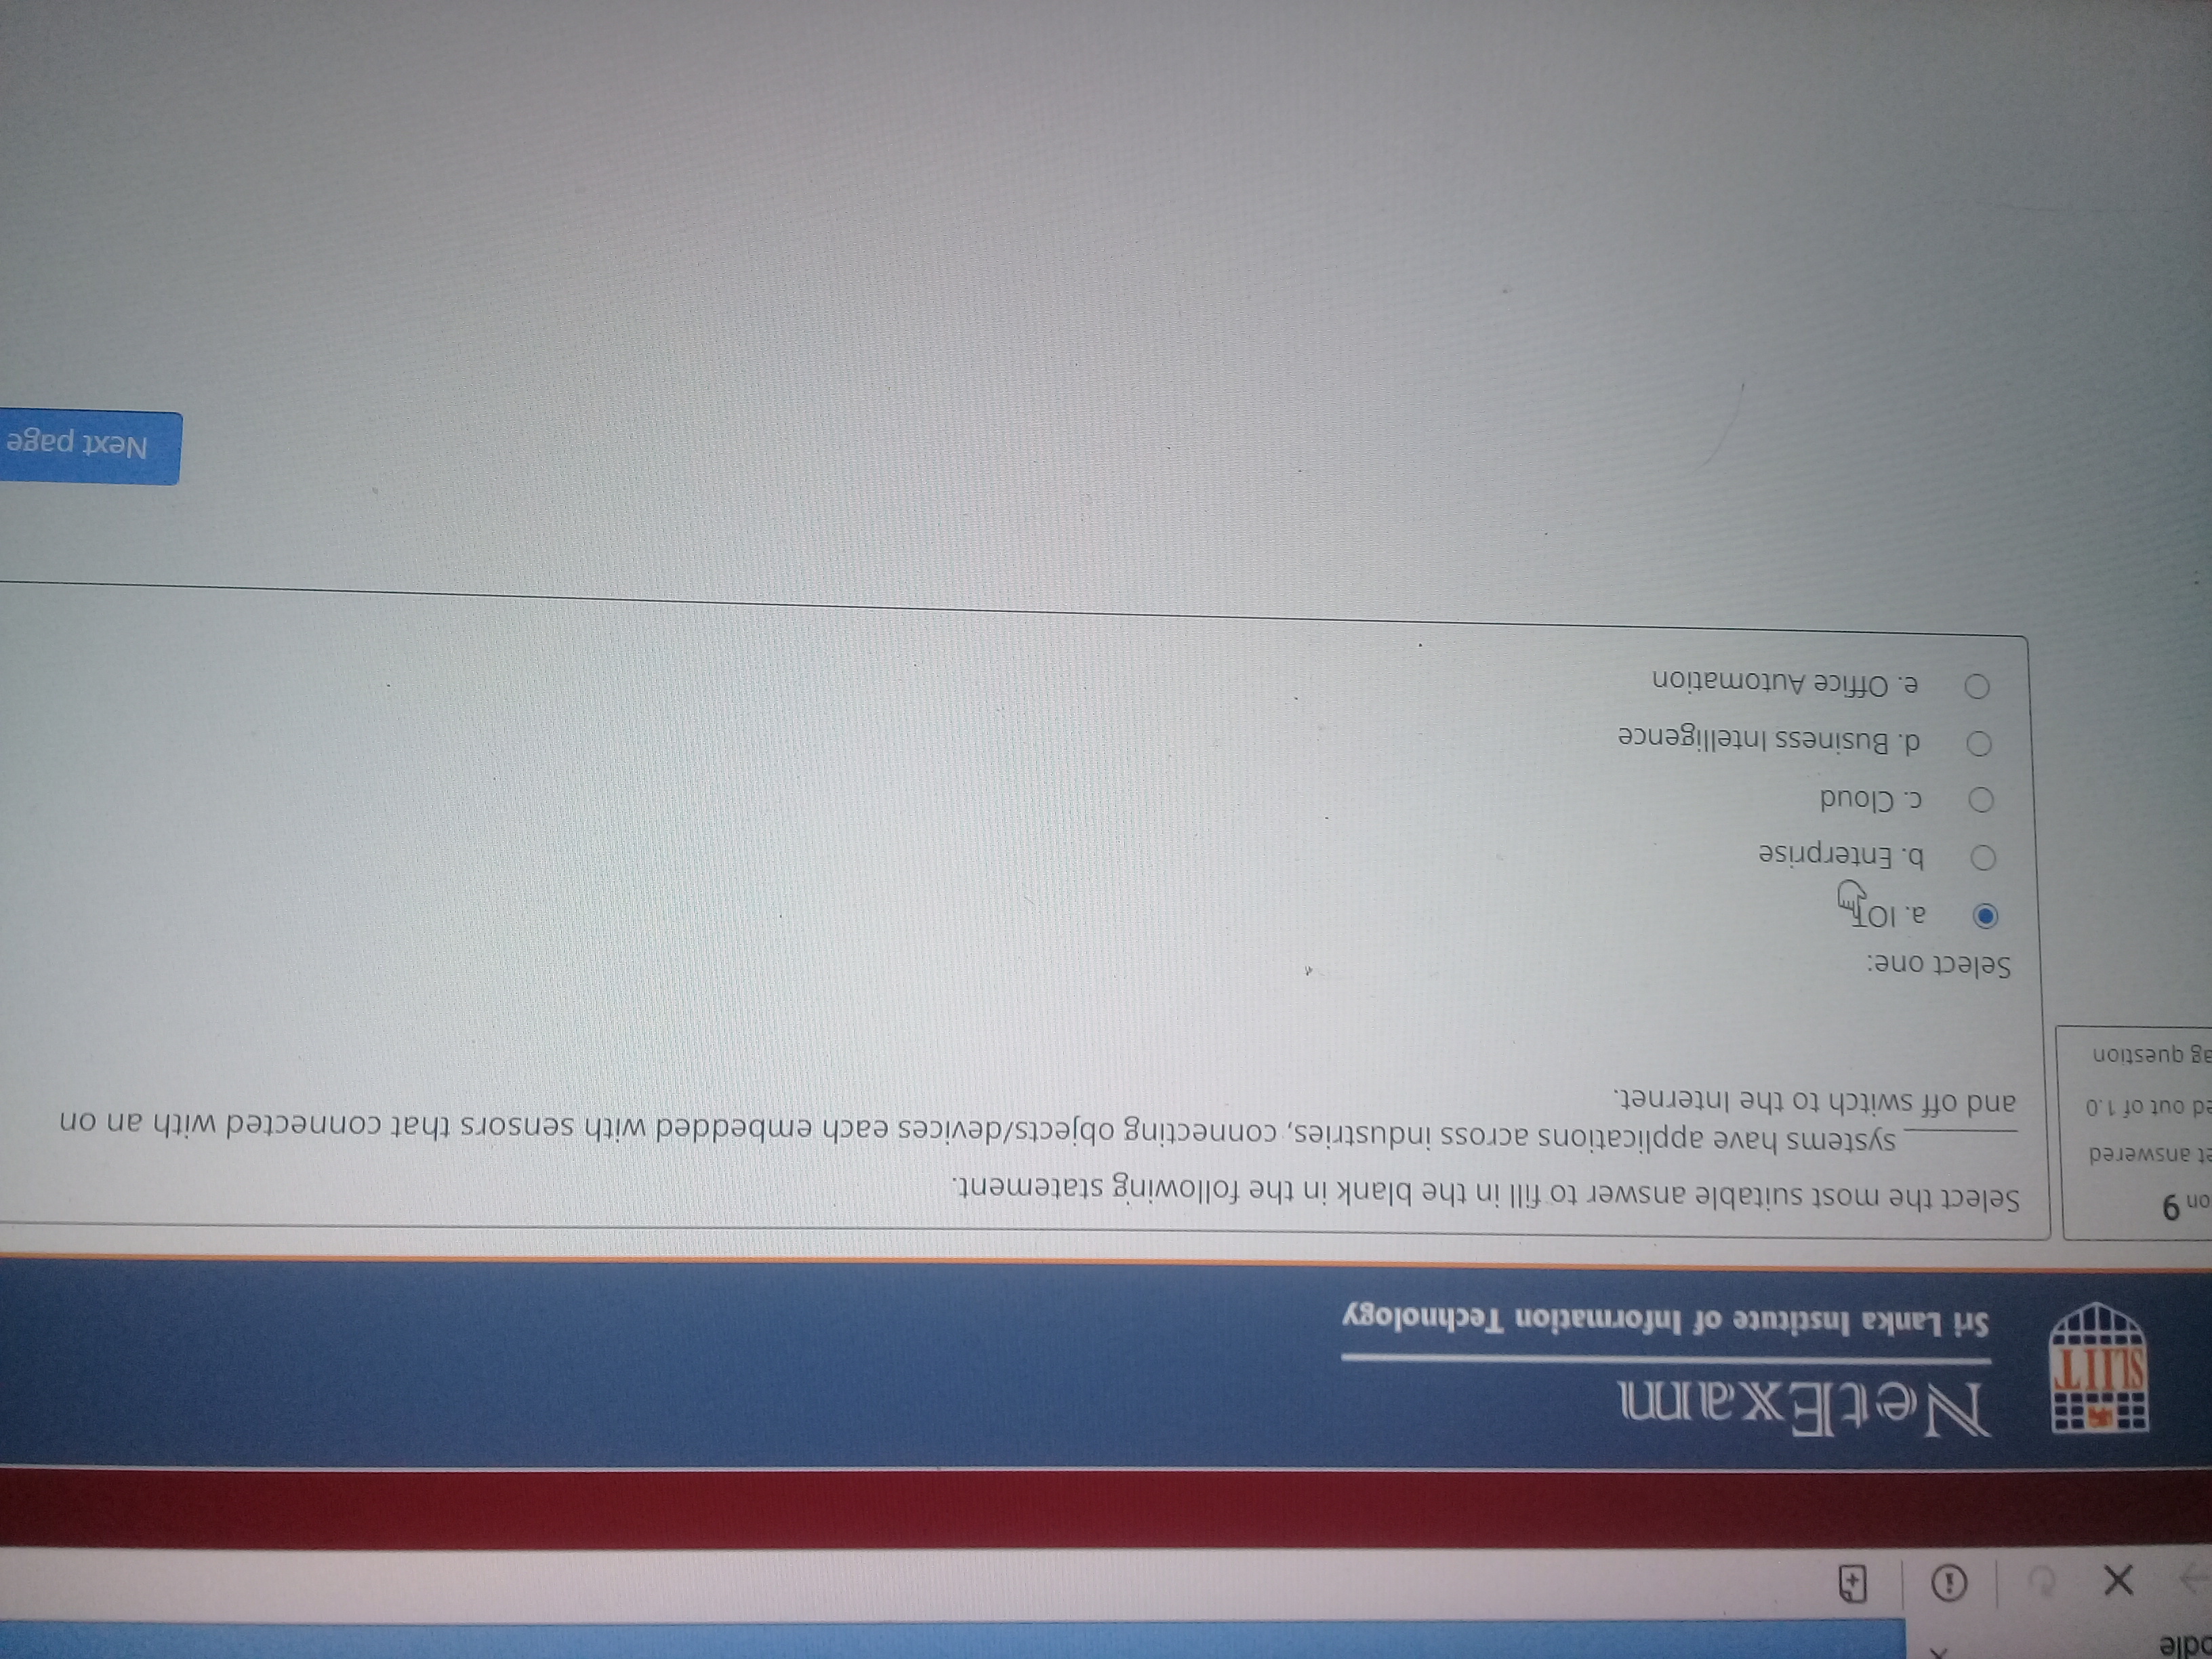 NetExam
SLIIT
Sri Lanka Institute of Information Technology
on 9
et answered
ed out of 1.0
ag question
Select the most suitable answer to fill in the blank in the following statement.
________ systems have applications across industries, connecting objects/devices each embedded with sensors that connected with an on
and off switch to the Internet.
Select one:
a. IOT
b. Enterprise
c. Cloud
d. Business Intelligence
e. Office Automation
Next page